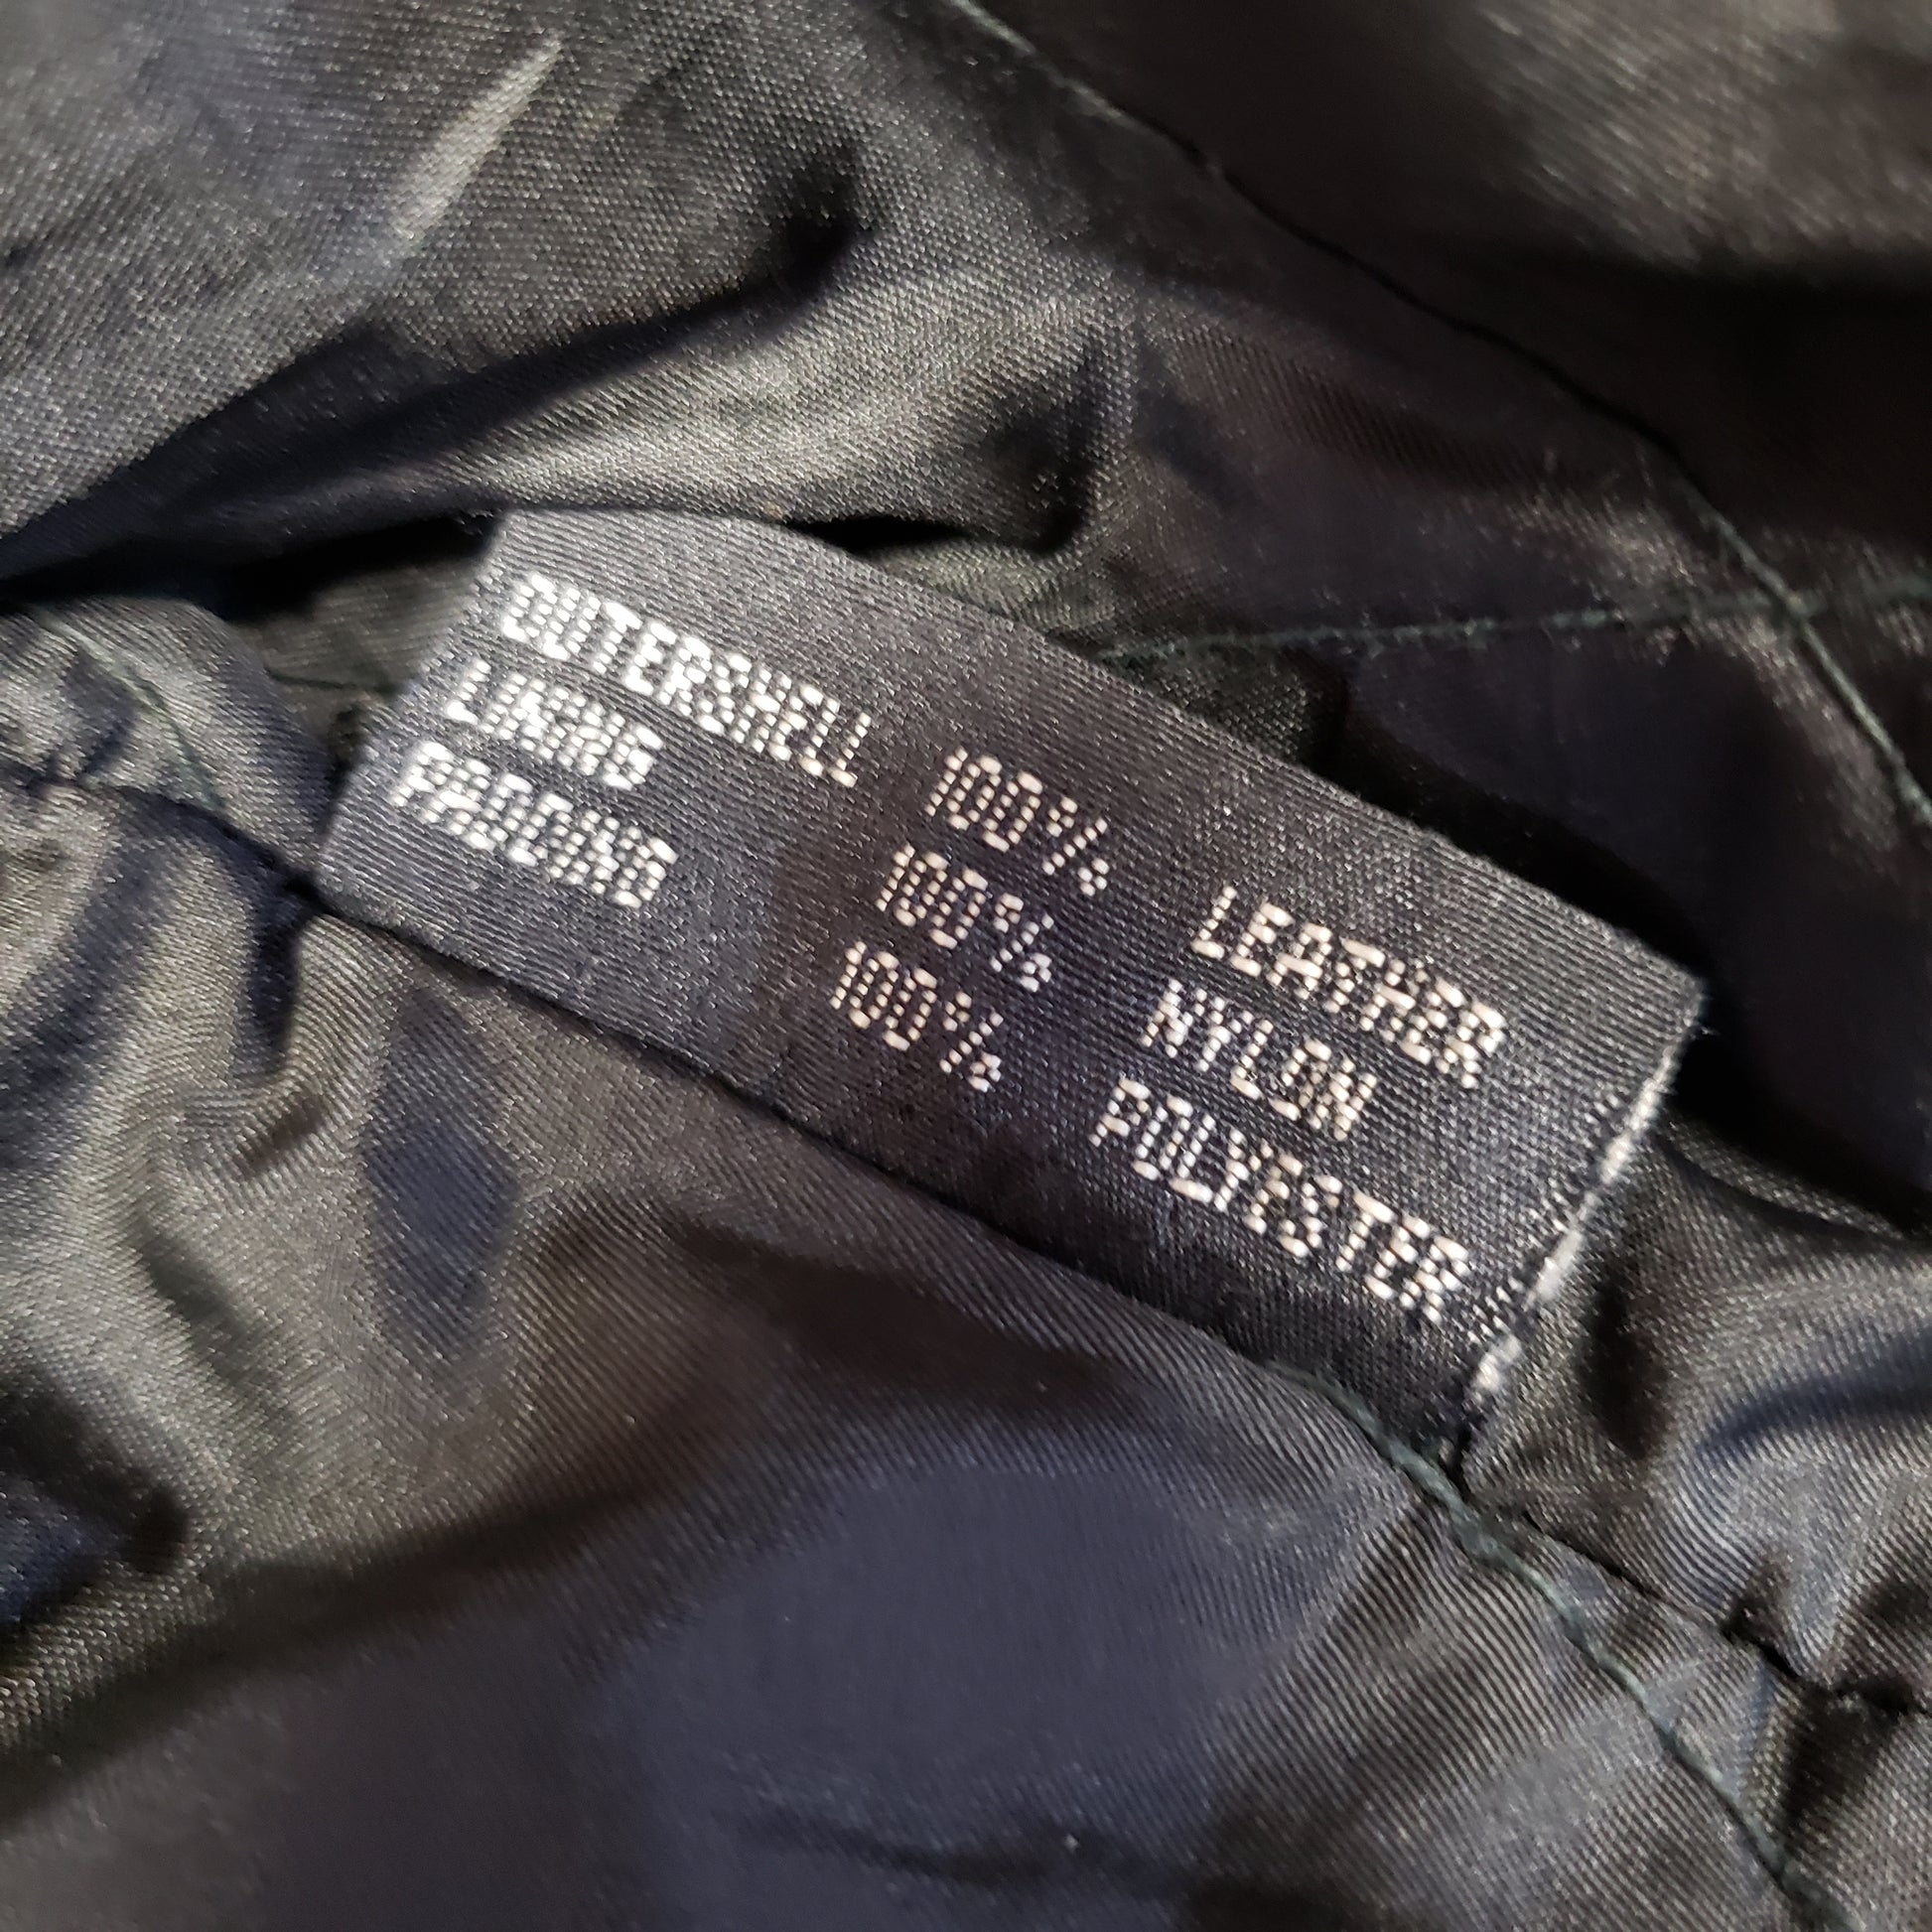 OUTERSHELL 100% LEATHER
LINING 100% NYLON
PADDING 100% POLYESTER